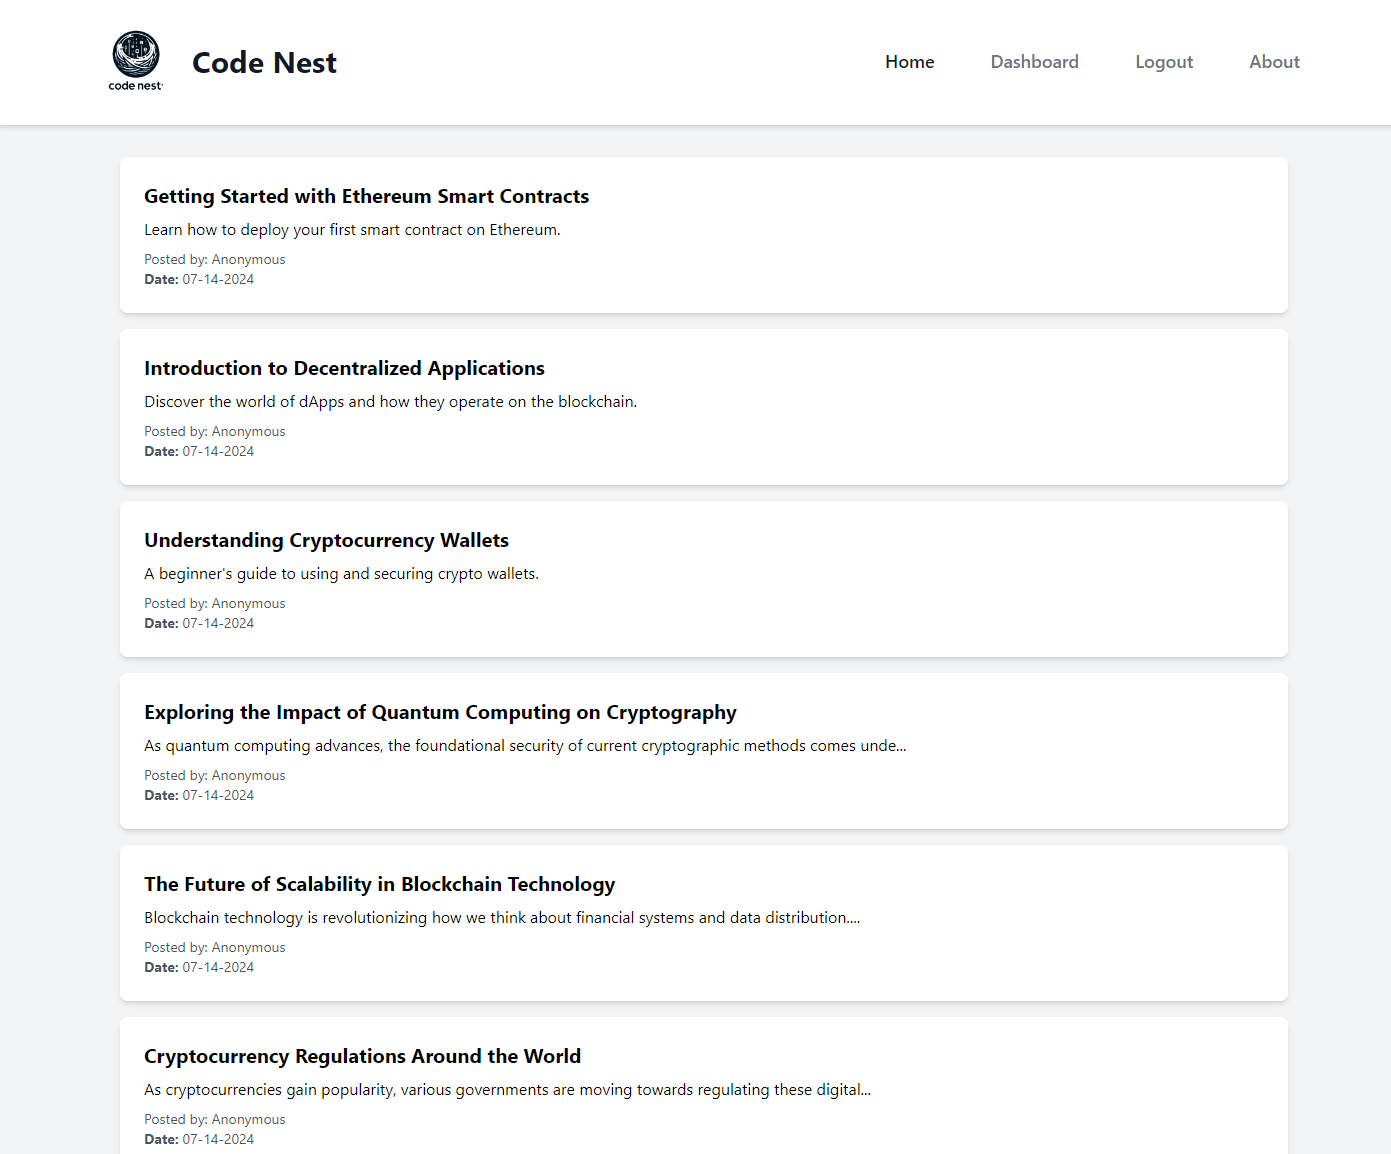 code nest
Code Nest
Home
Dashboard
Logout
About
Getting Started with Ethereum Smart Contracts
Learn how to deploy your first smart contract on Ethereum.
Posted by: Anonymous
Date: 07-14-2024
Introduction to Decentralized Applications
Discover the world of dApps and how they operate on the blockchain.
Posted by: Anonymous
Date: 07-14-2024
Understanding Cryptocurrency Wallets
A beginner's guide to using and securing crypto wallets.
Posted by: Anonymous
Date: 07-14-2024
Exploring the Impact of Quantum Computing on Cryptography
As quantum computing advances, the foundational security of current cryptographic methods comes unde...
Posted by: Anonymous
Date: 07-14-2024
The Future of Scalability in Blockchain Technology
Blockchain technology is revolutionizing how we think about financial systems and data distribution....
Posted by: Anonymous
Date: 07-14-2024
Cryptocurrency Regulations Around the World
As cryptocurrencies gain popularity, various governments are moving towards regulating these digital...
Posted by: Anonymous
Date: 07-14-2024